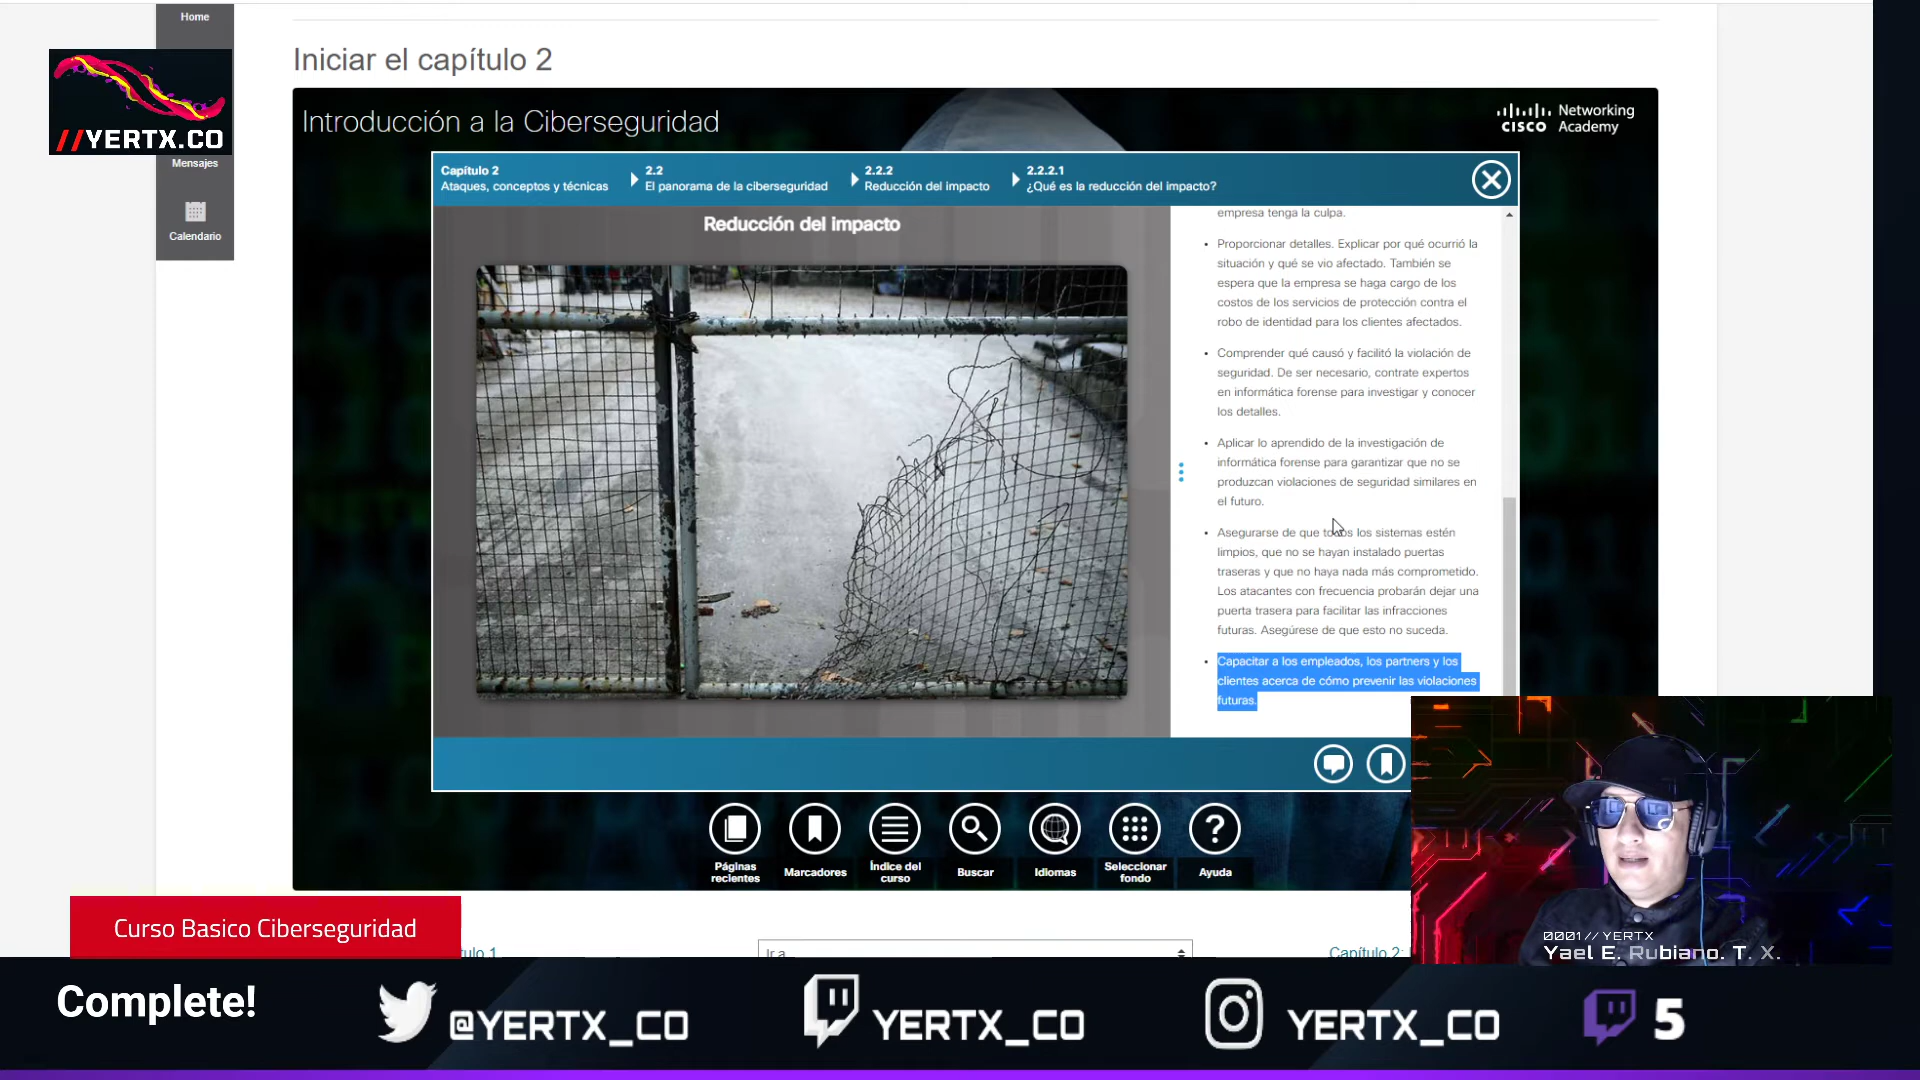 Home
Iniciar el capítulo 2
//YERTX.CO
Mensajes
Calendario
Introducción a la Ciberseguridad
CISCO
Networking
Academy
Capítulo 2
Ataques, conceptos y técnicas
2.2
El panorama de la ciberseguridad
2.2.2
Reducción del impacto
2.2.2.1
¿Qué es la reducción del impacto?
Reducción del impacto
empresa tenga la culpa.
• Proporcionar detalles. Explicar por qué ocurrió la
situación y qué se vio afectado. También se
espera que la empresa se haga cargo de los
costos de los servicios de protección contra el
robo de identidad para los clientes afectados.
• Comprender qué causó y facilitó la violación de
seguridad. De ser necesario, contrate expertos
en informática forense para investigar y conocer
los detalles.
• Aplicar lo aprendido de la investigación de
informática forense para garantizar que no se
produzcan violaciones de seguridad similares en
el futuro.
• Asegurarse de que todos los sistemas estén
limpios, que no se hayan instalado puertas
traseras y que no haya nada más comprometido.
Los atacantes con frecuencia probarán dejar una
puerta trasera para facilitar las infracciones
futuras. Asegúrese de que esto no suceda.
• Capacitar a los empleados, los partners y los
clientes acerca de cómo prevenir las violaciones
futuras.
Páginas
recientes
Marcadores
Índice del
curso
Buscar
Idiomas
Seleccionar
fondo
Ayuda
Curso Basico Ciberseguridad
tulo 1
Ir a...
Capítulo 2:
0001 // YERTX
Yael E. Rubiano. T. X.
Complete!
@YERTX_CO
YERTX_CO
YERTX_CO
5